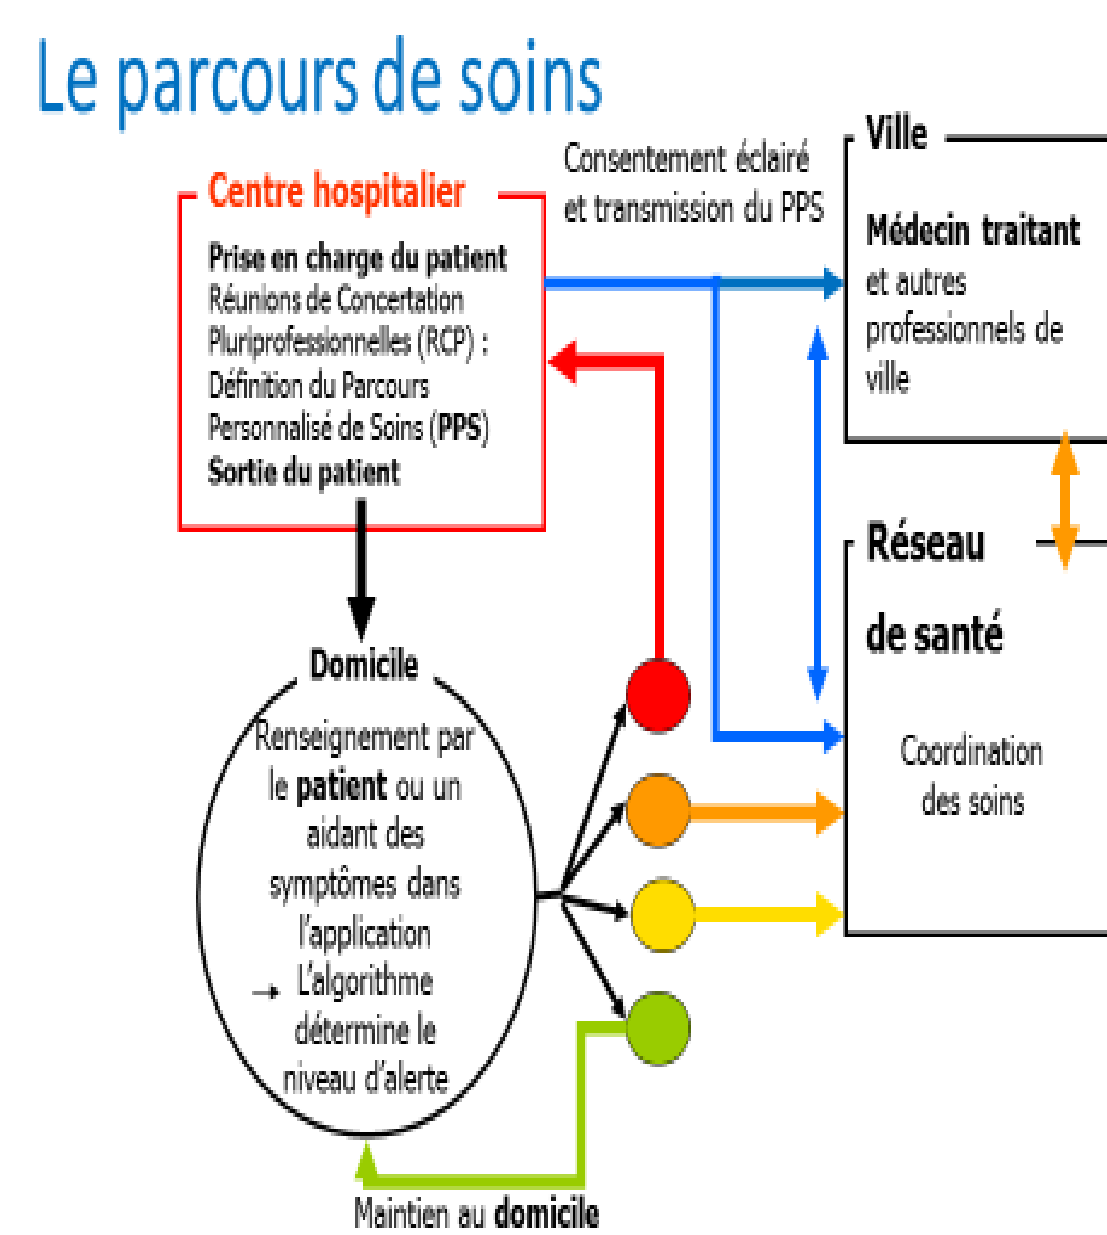 Le parcours de soins
Centre hospitalier
Prise en charge du patient
Réunions de Concertation
Pluriprofessionnelles (RCP) :
Définition du Parcours
Personnalisé de Soins (PPS)
Sortie du patient
Consentement éclairé
et transmission du PPS
Ville
Médecin traitant
et autres
professionnels de
ville
Réseau
de santé
Coordination
des soins
Domicile
Renseignement par
le patient ou un
aidant des
symptômes dans
l'application
→ L'algorithme
détermine le
niveau d'alerte
Maintien au domicile